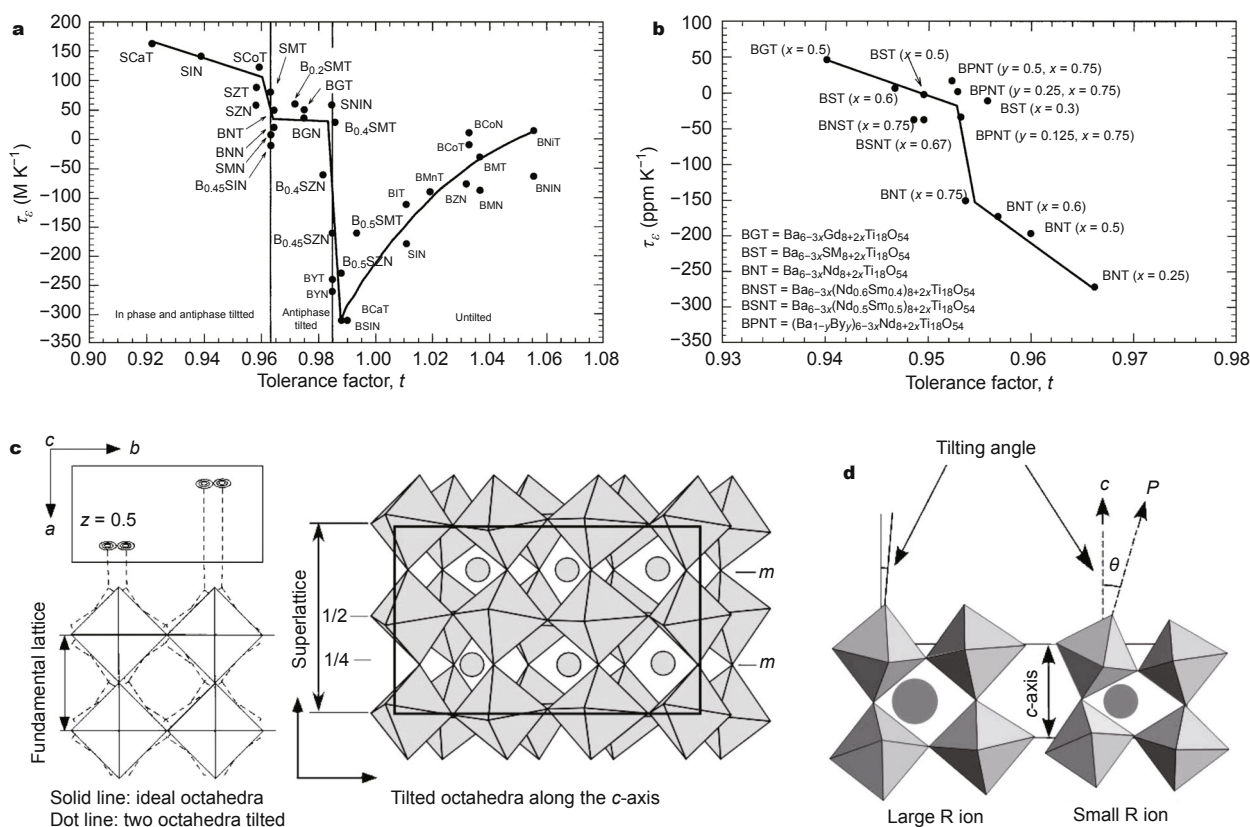 a
τε (M K−1)
200
150
100
50
0
−50
−100
−150
−200
−250
−300
−350
0.90
0.92
0.94
0.96
0.98
1.00
1.02
1.04
1.06
1.08
Tolerance factor, t
SCaT
SIN
SCoT
SMT
SZT
SZN
B0.2SMT
BGT
SNIN
BNT
BGN
B0.4SMT
BNN
SMN
B0.45SIN
B0.4SZN
B0.5SMT
B0.45SZN
B0.5SZN
BYT
BYN
BCaT
BSIN
BIT
SIN
BMnT
BCoN
BCoT
BMT
BZN
BMN
BNiT
BNIN
In phase and antiphase tiltted
Antiphase
tilted
Untilted
b
τε (ppm K−1)
100
50
0
−50
−100
−150
−200
−250
−300
−350
0.93
0.94
0.95
0.96
0.97
0.98
Tolerance factor, t
BGT (x = 0.5)
BST (x = 0.5)
BPNT (y = 0.5, x = 0.75)
BST (x = 0.6)
BPNT (y = 0.25, x = 0.75)
BST (x = 0.3)
BNST (x = 0.75)
BPNT (y = 0.125, x = 0.75)
BSNT (x = 0.67)
BNT (x = 0.75)
BNT (x = 0.6)
BNT (x = 0.5)
BNT (x = 0.25)
BGT = Ba6−3xGd8+2xTi18O54
BST = Ba6−3xSM8+2xTi18O54
BNT = Ba6−3xNd8+2xTi18O54
BNST = Ba6−3x(Nd0.6Sm0.4)8+2xTi18O54
BSNT = Ba6−3x(Nd0.5Sm0.5)8+2xTi18O54
BPNT = (Ba1−yByy)6−3xNd8+2xTi18O54
c
c
b
a
z = 0.5
Fundamental lattice
Solid line: ideal octahedra
Dot line: two octahedra tilted
Superlattice
1/2
1/4
m
m
Tilted octahedra along the c-axis
Tilting angle
d
c
P
θ
c-axis
Large R ion
Small R ion